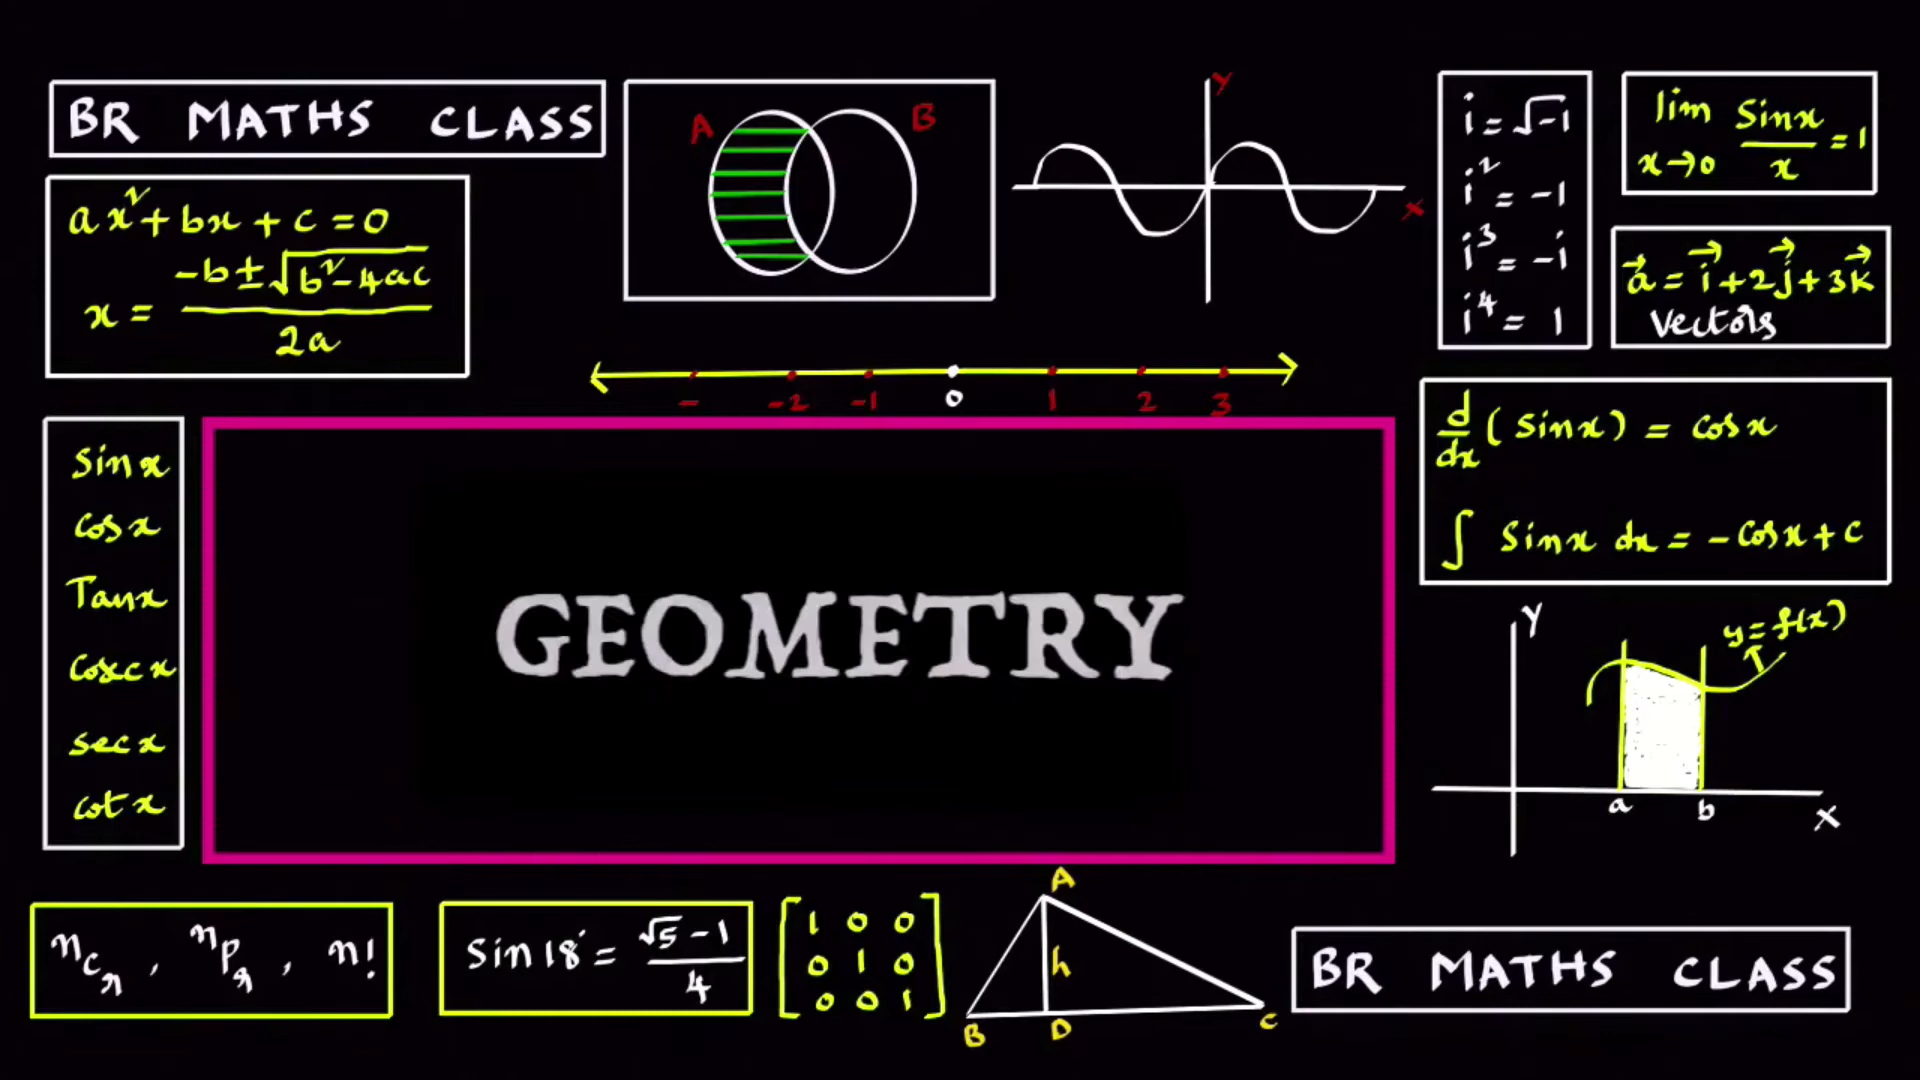 BR MATHS CLASS
ax² + bx + c = 0
x = -b ± √b² - 4ac / 2a
A B
Y
X
i = √-1
i² = -1
i³ = -i
i⁴ = 1
lim x→0 Sinx/x = 1
a⃗ = i⃗ + 2j⃗ + 3k⃗
Vectors
- -2 -1 0 1 2 3
Sinx
Cosx
Tanx
Cosecx
Secx
Cotx
GEOMETRY
d/dx (Sinx) = Cosx
∫ Sinx dx = -Cosx + C
Y
y = f(x)
a b
X
nCr , nPr , n!
Sin18° = √5 - 1 / 4
1 0 0
0 1 0
0 0 1
A
h
B D C
BR MATHS CLASS